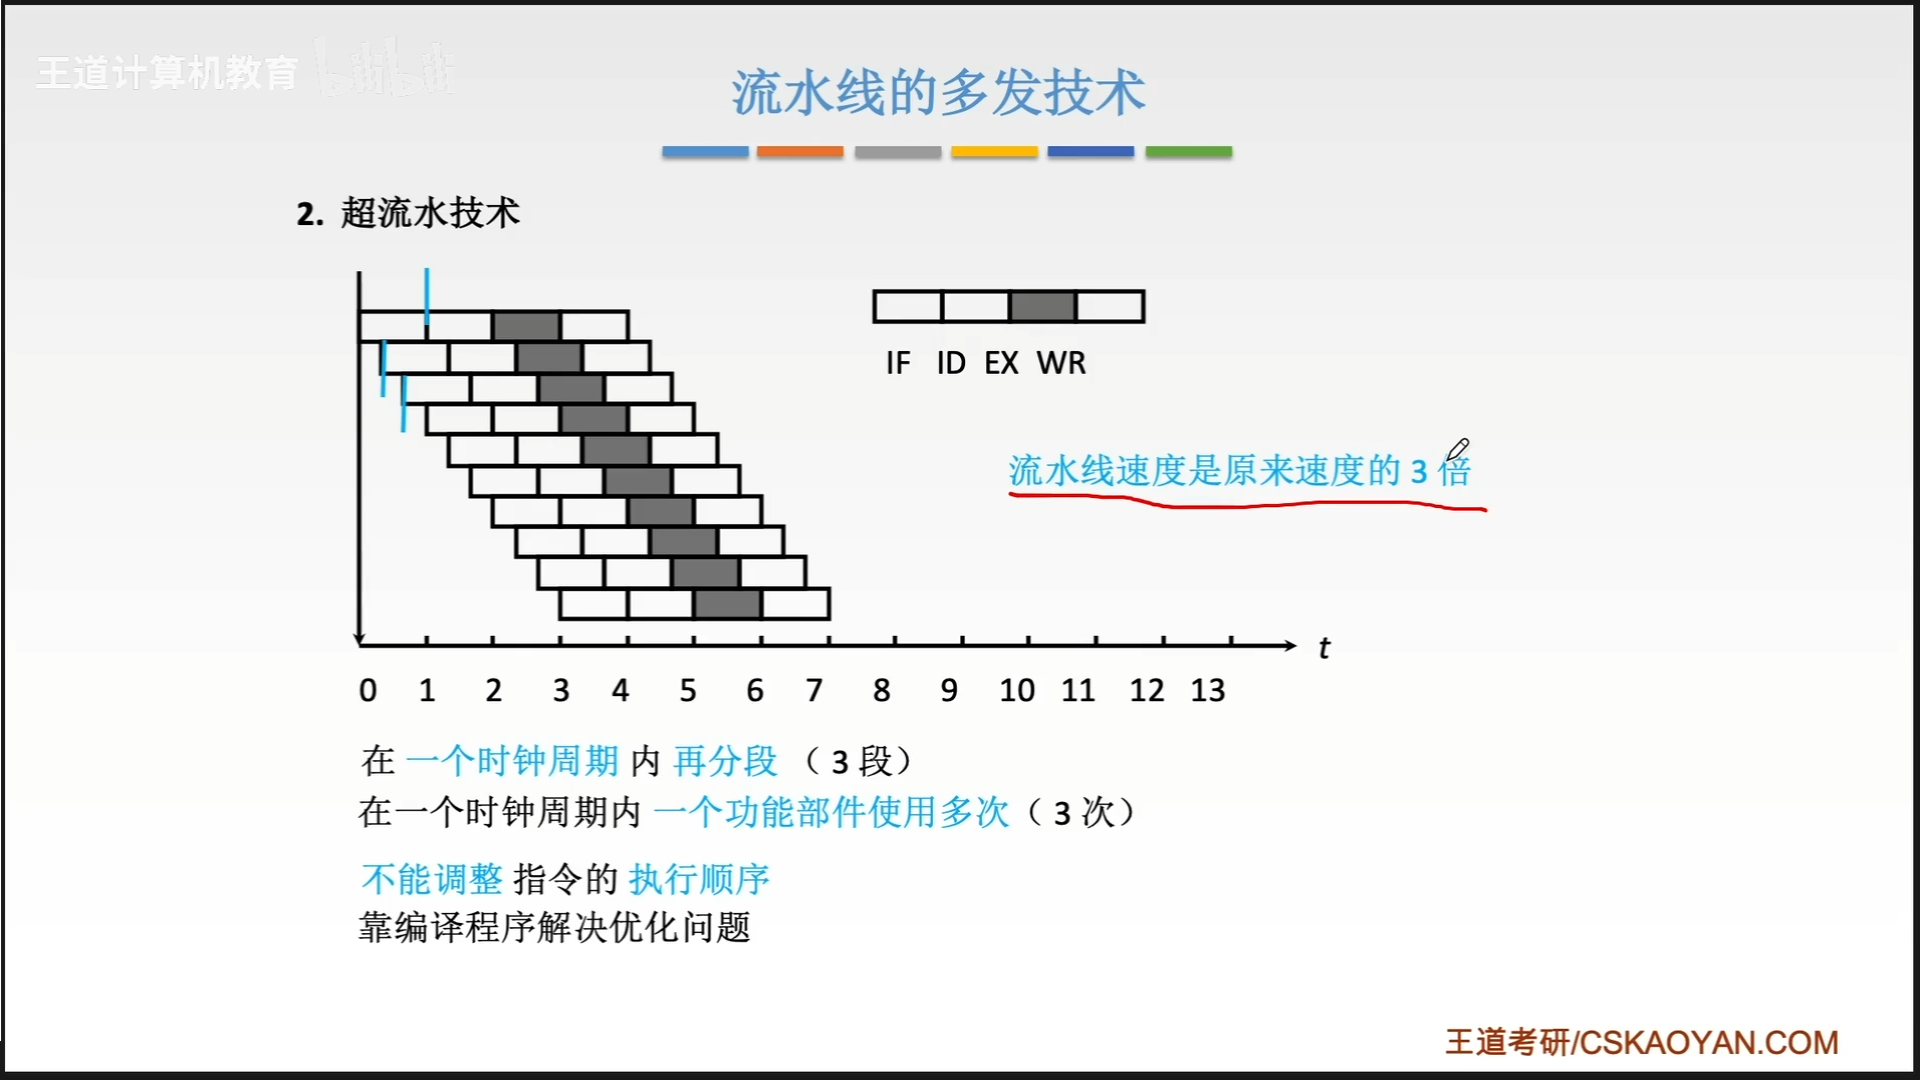 王道计算机教育 bilibili
流水线的多发技术
2. 超流水技术
IF ID EX WR
流水线速度是原来速度的 3 倍
t
0 1 2 3 4 5 6 7 8 9 10 11 12 13
在 一个时钟周期 内 再分段 （ 3 段）
在一个时钟周期内 一个功能部件使用多次（ 3 次）
不能调整 指令的 执行顺序
靠编译程序解决优化问题
王道考研/CSKAOYAN.COM